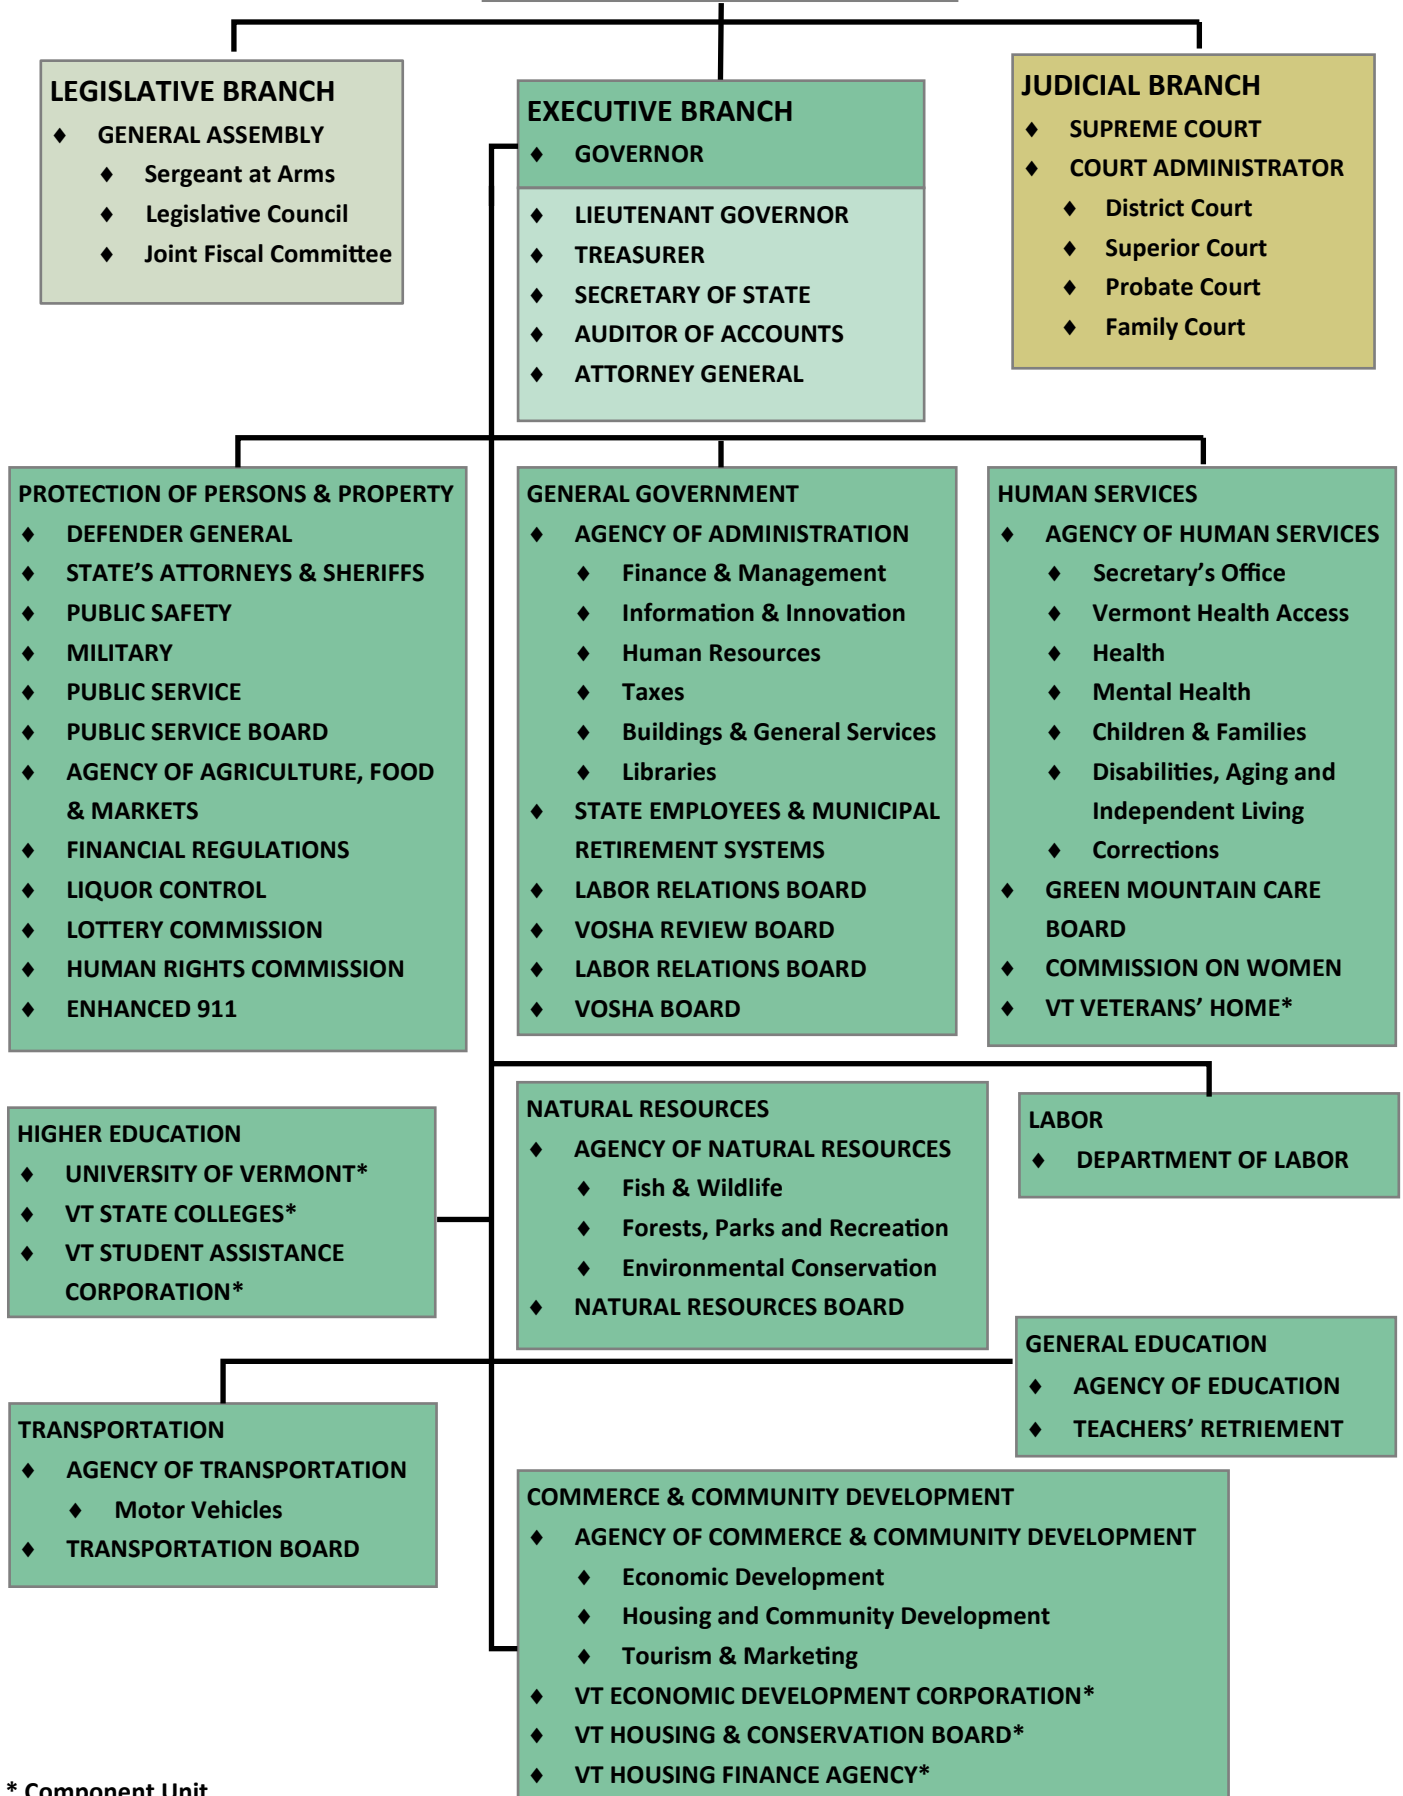 LEGISLATIVE BRANCH
♦ GENERAL ASSEMBLY
♦ Sergeant at Arms
♦ Legislative Council
♦ Joint Fiscal Committee
EXECUTIVE BRANCH
♦ GOVERNOR
♦ LIEUTENANT GOVERNOR
♦ TREASURER
♦ SECRETARY OF STATE
♦ AUDITOR OF ACCOUNTS
♦ ATTORNEY GENERAL
JUDICIAL BRANCH
♦ SUPREME COURT
♦ COURT ADMINISTRATOR
♦ District Court
♦ Superior Court
♦ Probate Court
♦ Family Court
PROTECTION OF PERSONS & PROPERTY
♦ DEFENDER GENERAL
♦ STATE’S ATTORNEYS & SHERIFFS
♦ PUBLIC SAFETY
♦ MILITARY
♦ PUBLIC SERVICE
♦ PUBLIC SERVICE BOARD
♦ AGENCY OF AGRICULTURE, FOOD
& MARKETS
♦ FINANCIAL REGULATIONS
♦ LIQUOR CONTROL
♦ LOTTERY COMMISSION
♦ HUMAN RIGHTS COMMISSION
♦ ENHANCED 911
GENERAL GOVERNMENT
♦ AGENCY OF ADMINISTRATION
♦ Finance & Management
♦ Information & Innovation
♦ Human Resources
♦ Taxes
♦ Buildings & General Services
♦ Libraries
♦ STATE EMPLOYEES & MUNICIPAL
RETIREMENT SYSTEMS
♦ LABOR RELATIONS BOARD
♦ VOSHA REVIEW BOARD
♦ LABOR RELATIONS BOARD
♦ VOSHA BOARD
HUMAN SERVICES
♦ AGENCY OF HUMAN SERVICES
♦ Secretary’s Office
♦ Vermont Health Access
♦ Health
♦ Mental Health
♦ Children & Families
♦ Disabilities, Aging and
Independent Living
♦ Corrections
♦ GREEN MOUNTAIN CARE
BOARD
♦ COMMISSION ON WOMEN
♦ VT VETERANS’ HOME*
HIGHER EDUCATION
♦ UNIVERSITY OF VERMONT*
♦ VT STATE COLLEGES*
♦ VT STUDENT ASSISTANCE
CORPORATION*
NATURAL RESOURCES
♦ AGENCY OF NATURAL RESOURCES
♦ Fish & Wildlife
♦ Forests, Parks and Recreation
♦ Environmental Conservation
♦ NATURAL RESOURCES BOARD
LABOR
♦ DEPARTMENT OF LABOR
GENERAL EDUCATION
♦ AGENCY OF EDUCATION
♦ TEACHERS’ RETRIEMENT
TRANSPORTATION
♦ AGENCY OF TRANSPORTATION
♦ Motor Vehicles
♦ TRANSPORTATION BOARD
COMMERCE & COMMUNITY DEVELOPMENT
♦ AGENCY OF COMMERCE & COMMUNITY DEVELOPMENT
♦ Economic Development
♦ Housing and Community Development
♦ Tourism & Marketing
♦ VT ECONOMIC DEVELOPMENT CORPORATION*
♦ VT HOUSING & CONSERVATION BOARD*
♦ VT HOUSING FINANCE AGENCY*
* Component Unit